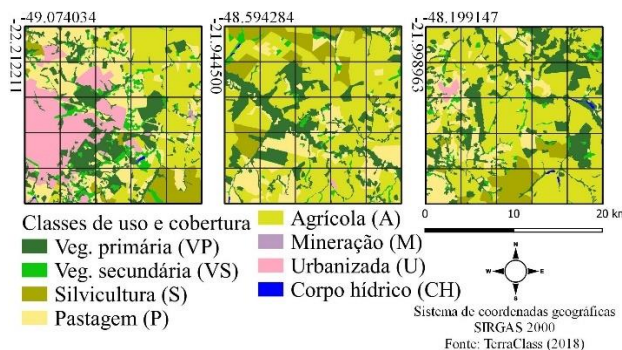 -49.074034
-22.212211
-48.594284
-21.944500
-48.199147
-21.998963
Classes de uso e cobertura
Veg. primária (VP)
Veg. secundária (VS)
Silvicultura (S)
Pastagem (P)
Agrícola (A)
Mineração (M)
Urbanizada (U)
Corpo hídrico (CH)
0 10 20 km
N
W E
S
Sistema de coordenadas geográficas
SIRGAS 2000
Fonte: TerraClass (2018)